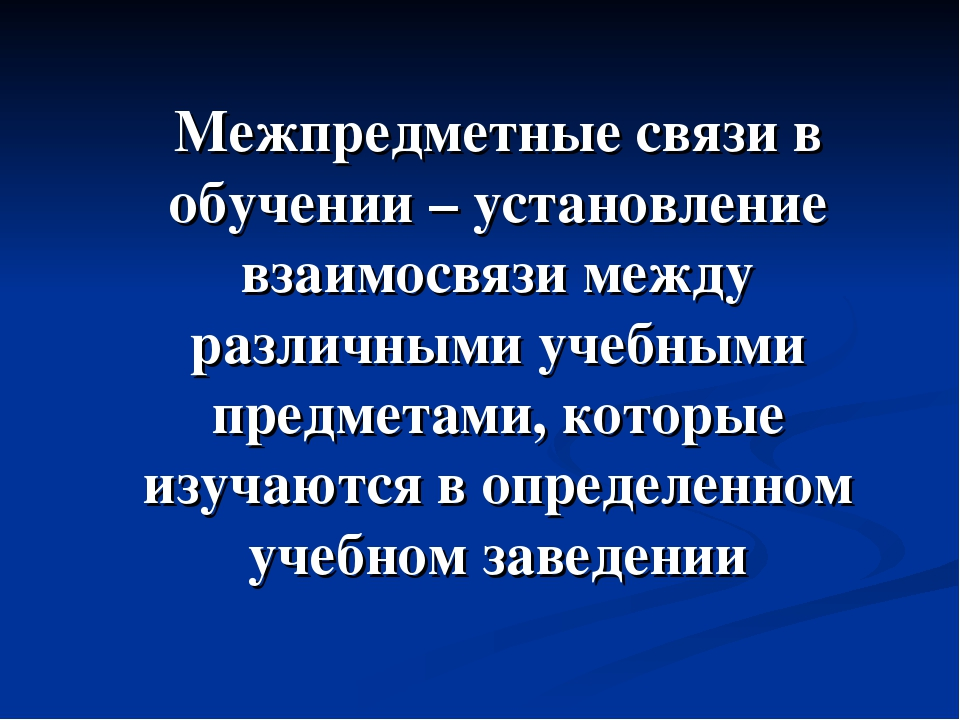 Межпредметные связи в
обучении – установление
взаимосвязи между
различными учебными
предметами, которые
изучаются в определенном
учебном заведении